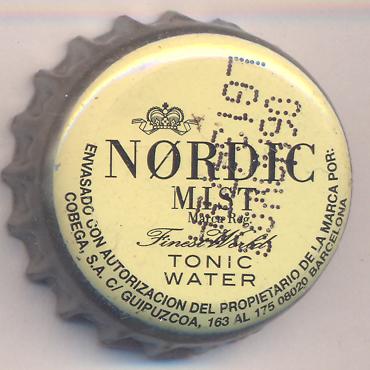 NØRDIC
MIST
Marca Reg.
Finest
TONIC
WATER
ENVASADO CON AUTORIZACION DEL PROPIETARIO DE LA MARCA POR:
COBEGA, S.A. C/ GUIPUZCOA, 163 AL 175 08020 BARCELONA